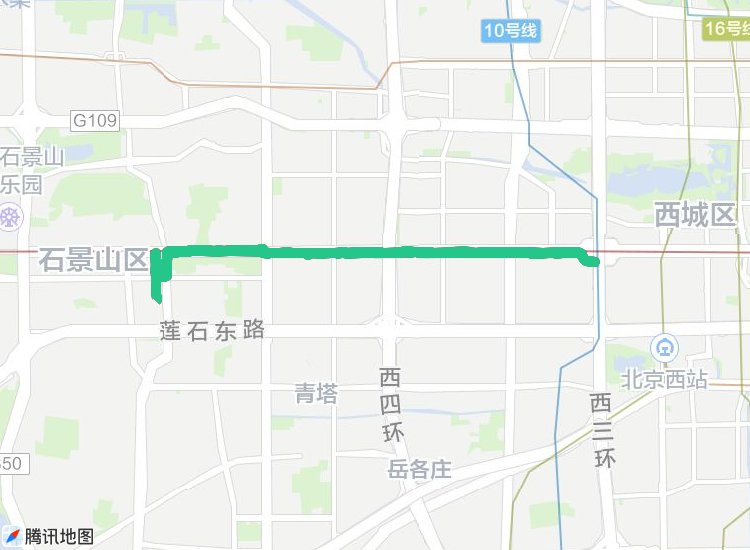 10号线
16号线
G109
石景山
乐园
西城区
石景山区
莲石东路
北京西站
西四环
青塔
西三环
岳各庄
腾讯地图